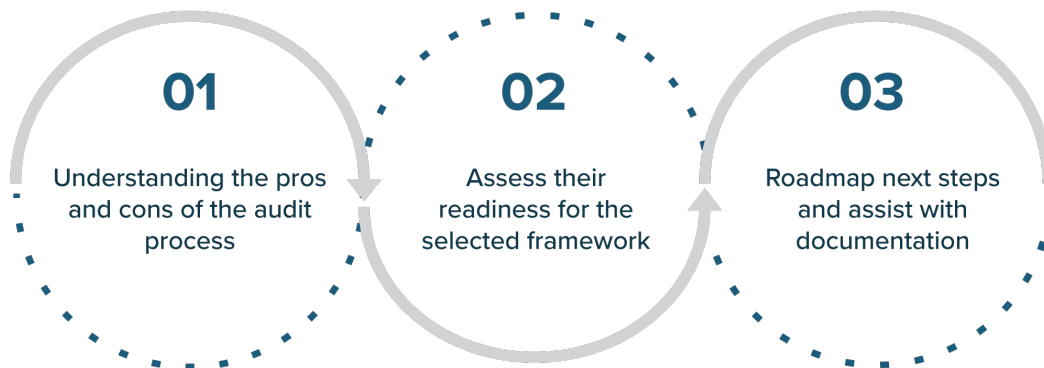 01
Understanding the pros
and cons of the audit
process
02
Assess their
readiness for the
selected framework
03
Roadmap next steps
and assist with
documentation